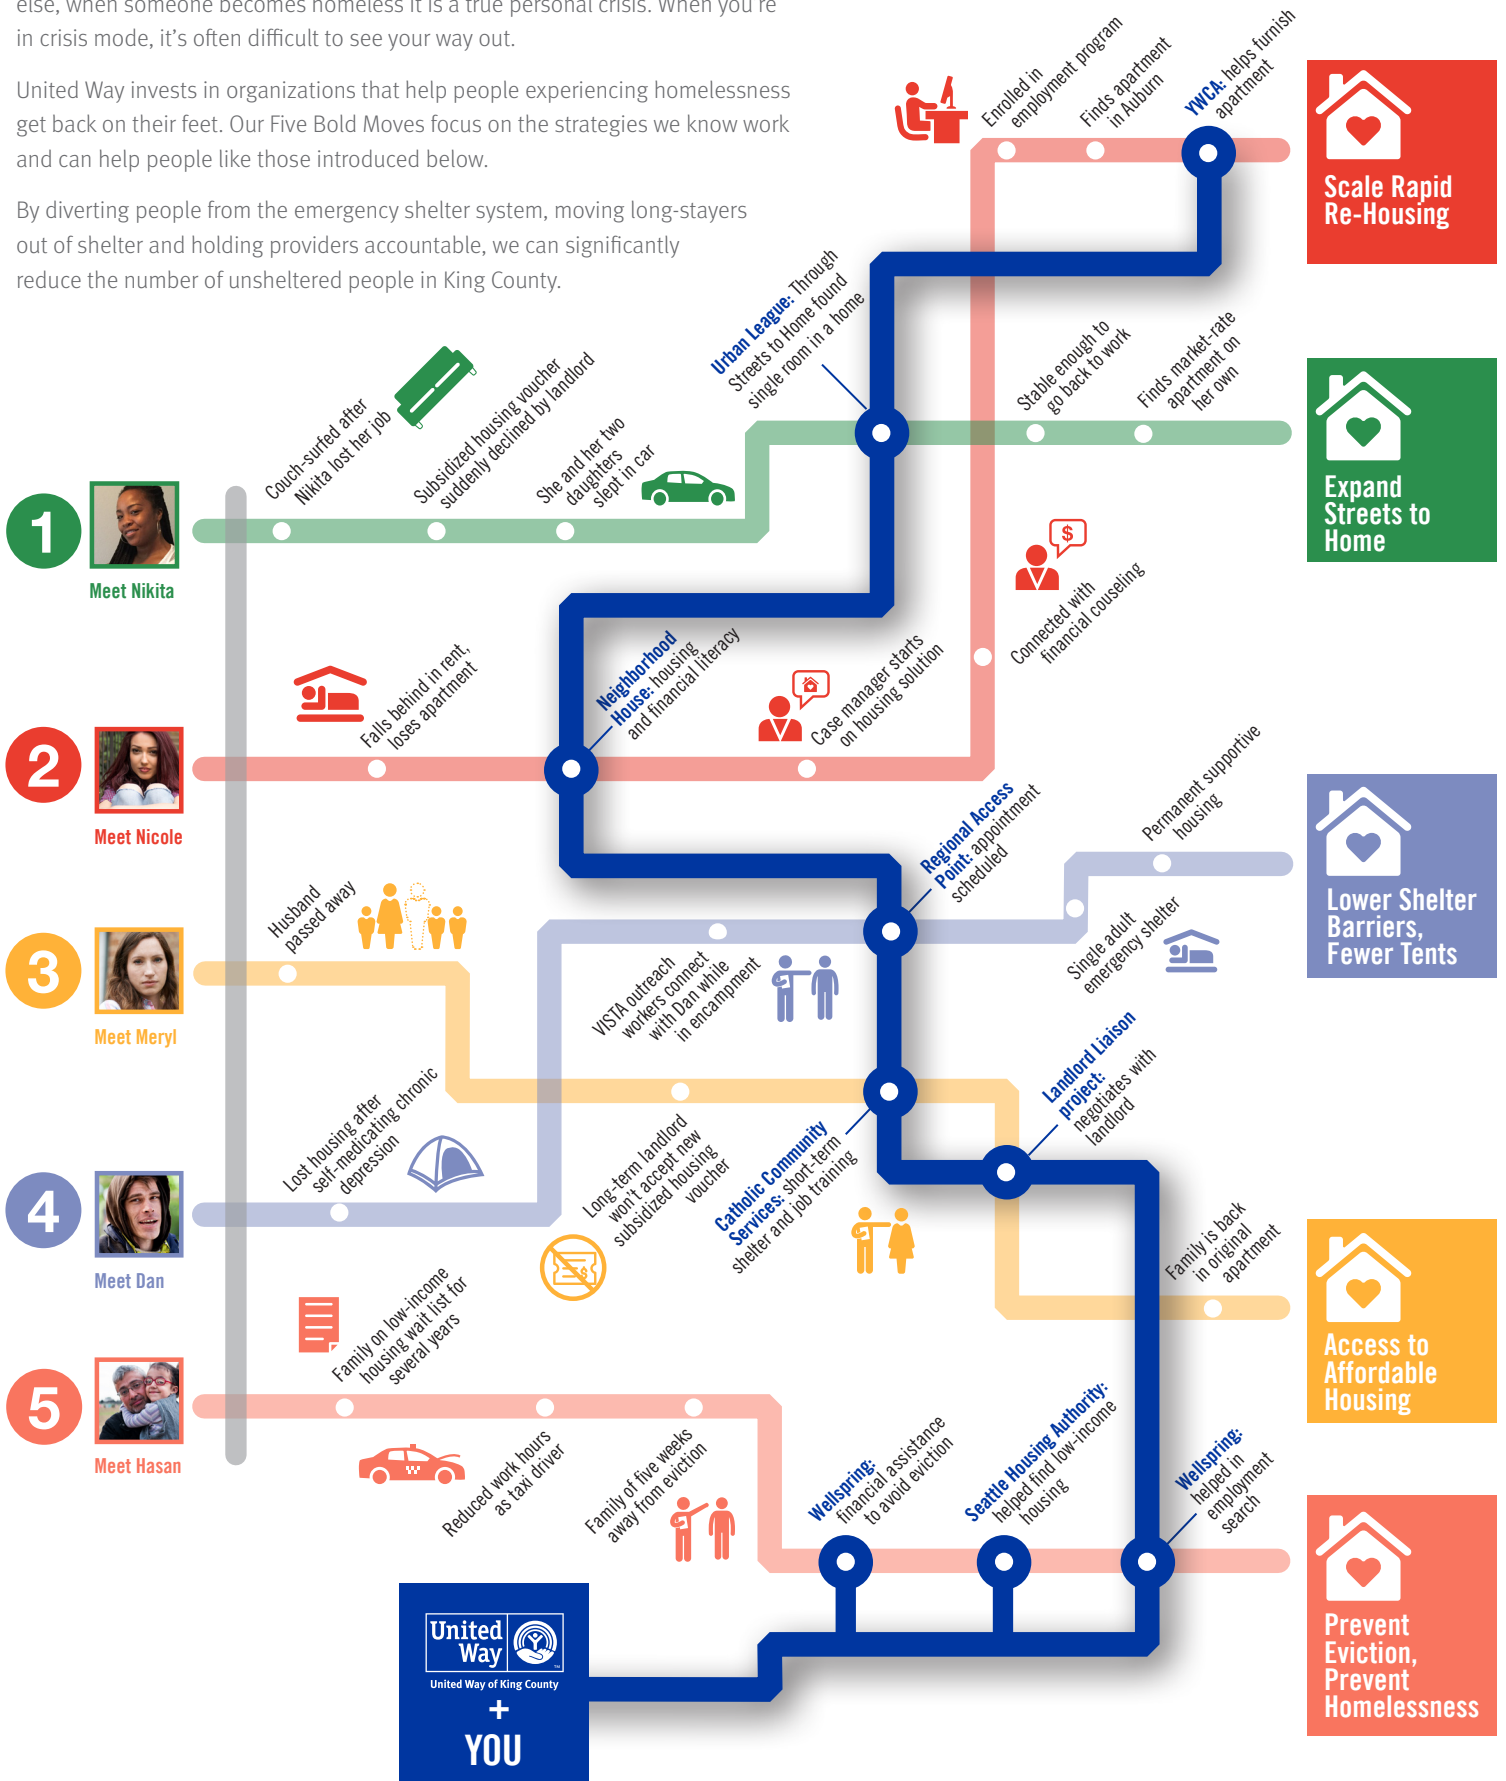 else, when someone becomes homeless it is a true personal crisis. When you're
in crisis mode, it's often difficult to see your way out.
United Way invests in organizations that help people experiencing homelessness
get back on their feet. Our Five Bold Moves focus on the strategies we know work
and can help people like those introduced below.
By diverting people from the emergency shelter system, moving long-stayers
out of shelter and holding providers accountable, we can significantly
reduce the number of unsheltered people in King County.
Enrolled in
employment program
Finds apartment
in Auburn
YWCA: helps furnish
apartment
Scale Rapid
Re-Housing
1
Meet Nikita
Couch-surfed after
Nikita lost her job
Subsidized housing voucher
suddenly declined by landlord
She and her two
daughters
slept in car
Urban League: Through
Streets to Home found
single room in a home
Stable enough to
go back to work
Finds market-rate
apartment on
her own
Expand
Streets to
Home
2
Meet Nicole
Falls behind in rent,
loses apartment
Neighborhood
House: housing
and financial literacy
Case manager starts
on housing solution
$
Connected with
financial couseling
3
Meet Meryl
Husband
passed away
VISTA outreach
workers connect
with Dan while
in encampment
Regional Access
Point: appointment
scheduled
Single adult
emergency shelter
Permanent supportive
housing
Lower Shelter
Barriers,
Fewer Tents
4
Meet Dan
Lost housing after
self-medicating chronic
depression
Long-term landlord
won't accept new
subsidized housing
voucher
$
Catholic Community
Services: short-term
shelter and job training
Landlord Liaison
project:
negotiates with
landlord
Family is back
in original
apartment
Access to
Affordable
Housing
5
Meet Hasan
Family on low-income
housing wait list for
several years
Reduced work hours
as taxi driver
Family of five weeks
away from eviction
Wellspring:
financial assistance
to avoid eviction
Seattle Housing Authority:
helped find low-income
housing
Wellspring:
helped in
employment
search
Prevent
Eviction,
Prevent
Homelessness
United
Way
TM
United Way of King County
+
YOU